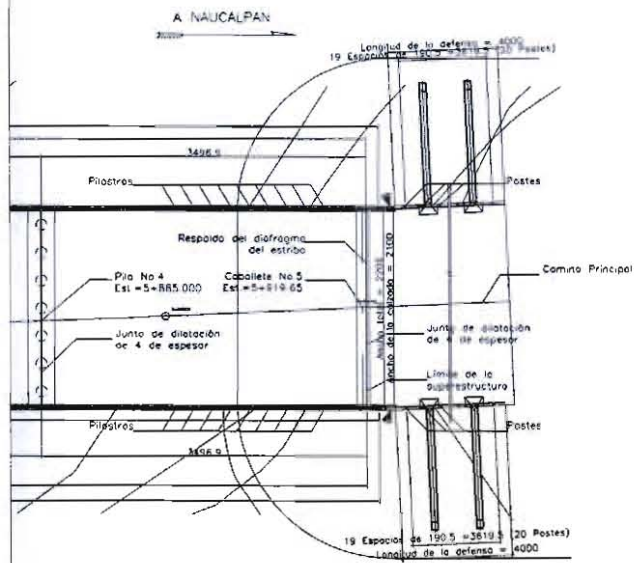 A NAUCALPAN
Longitud de la defensa = 4000
19 Espacios de 190.5 =3619.5 (20 Postes)
3496.9
Pilastras
Postes
Respaldo del diafragma
del estribo
Pila No 4
Est =5+885.000
Caballete No 5
Est.=5+919.65
Camino Principal
Ancho de la calzada = 2100
Junta de dilatación
de 4 de espesor
Junta de dilatación
de 4 de espesor
Límite de la
superestructura
Pilastras
Postes
3496.9
19 Espacios de 190.5 =3619.5 (20 Postes)
Longitud de la defensa = 4000